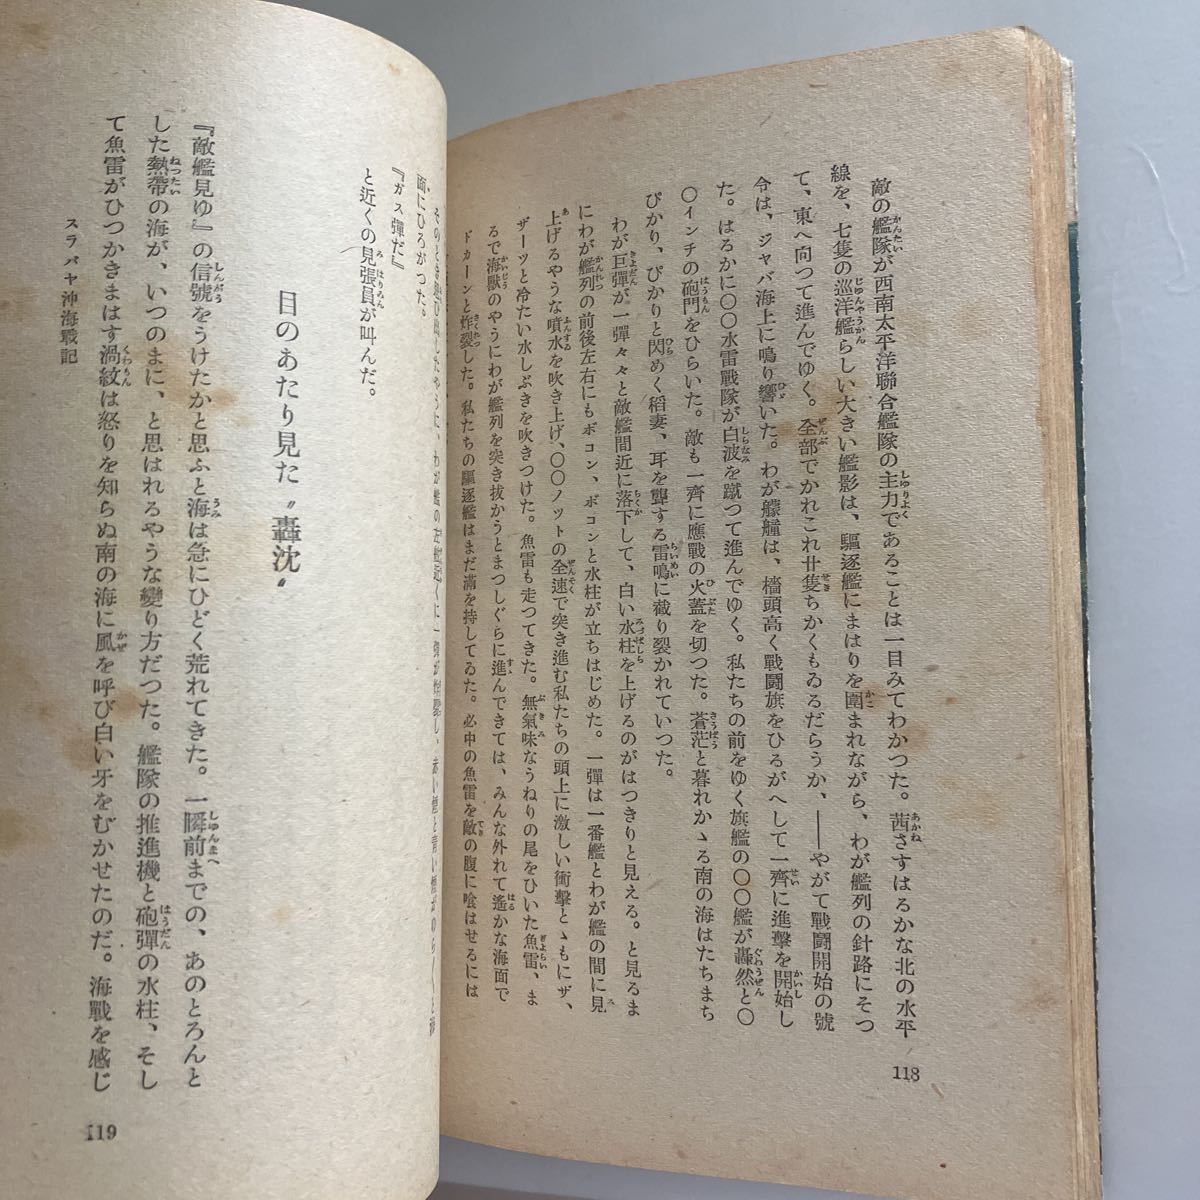 敵の艦隊が西南太平洋聯合艦隊の主力であることは一目みてわかつた。茜さすはるかな北の水平
線を、七隻の巡洋艦らしい大きい艦影は、驅逐艦にまはりを圍まれながら、わが艦列の針路にそつ
て、東へ向つて進んでゆく。全部でかれこれ廿隻ちかくもゐるだらうか、──やがて戰鬪開始の號
令は、ジャバ海上に鳴り響いた。わが艨艟は、檣頭高く戰鬪旗をひるがへして一齊に進擊を開始し
た。はるかに〇〇水雷戰隊が白波を蹴つて進んでゆく。私たちの前をゆく旗艦の〇〇艦が轟然と〇
〇インチの砲門をひらいた。敵も一齊に應戰の火蓋を切つた。蒼茫と暮れかゝる南の海はたちまち
ぴかり、ぴかりと閃めく稻妻、耳を聾する雷鳴に截り裂かれていつた。
わが巨彈が一彈々々と敵艦間近に落下して、白い水柱を上げるのがはつきりと見える。と見るま
にわが艦列の前後左右にもボコン、ボコンと水柱が立ちはじめた。一彈は一番艦とわが艦の間に見
上げるやうな噴水を吹き上げ、〇〇ノットの全速で突き進む私たちの頭上に激しい衝擊とゝもにザ、
ザーツと冷たい水しぶきを吹きつけた。魚雷も走つてきた。無氣味なうねりの尾をひいた魚雷、ま
るで海獸のやうにわが艦列を突き拔かうとまつしぐらに進んできては、みんな外れて遙かな海面で
ドカーンと炸裂した。私たちの驅逐艦はまだ滿を持してゐた。必中の魚雷を敵の腹に喰はせるには
118
面にひろがつた。
『ガス彈だ』
と近くの見張員が叫んだ。
目のあたり見た〝轟沈〟
『敵艦見ゆ』の信號をうけたかと思ふと海は急にひどく荒れてきた。一瞬前までの、あのとろんと
した熱帶の海が、いつのまに、と思はれるやうな變り方だつた。艦隊の推進機と砲彈の水柱、そし
て魚雷がひつかきまはす渦紋は怒りを知らぬ南の海に風を呼び白い牙をむかせたのだ。海戰を感じ
スラバヤ沖海戰記
119